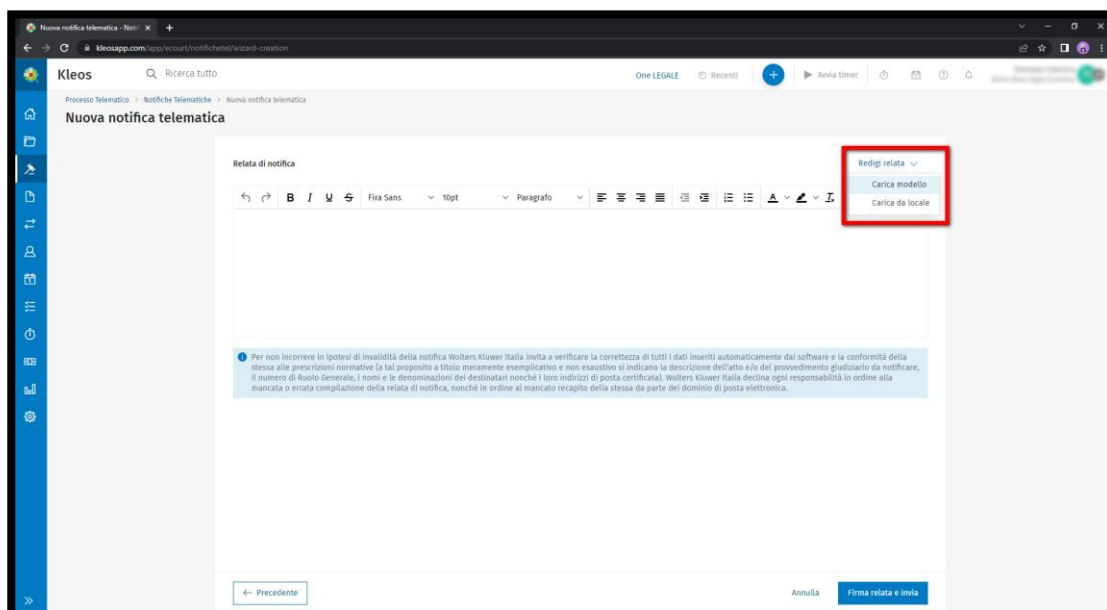 Nuova notifica telematica - Noti
kleosapp.com/app/ecourt/notifichetel/wizard-creation
Kleos
Ricerca tutto
One LEGALE
Recenti
Avvia timer
Processo Telematico > Notifiche Telematiche > Nuova notifica telematica
Nuova notifica telematica
Relata di notifica
Redigi relata
Carica modello
Carica da locale
B I U S Fira Sans 10pt Paragrafo
Per non incorrere in ipotesi di invalidità della notifica Wolters Kluwer Italia invita a verificare la correttezza di tutti i dati inseriti automaticamente dal software e la conformità della
stessa alle prescrizioni normative (a tal proposito a titolo meramente esemplificativo e non esaustivo si indicano la descrizione dell'atto e/o del provvedimento giudiziario da notificare,
il numero di Ruolo Generale, i nomi e le denominazioni dei destinatari nonché i loro indirizzi di posta certificata). Wolters Kluwer Italia declina ogni responsabilità in ordine alla
mancata o errata compilazione della relata di notifica, nonché in ordine al mancato recapito della stessa da parte del dominio di posta elettronica.
← Precedente
Annulla
Firma relata e invia